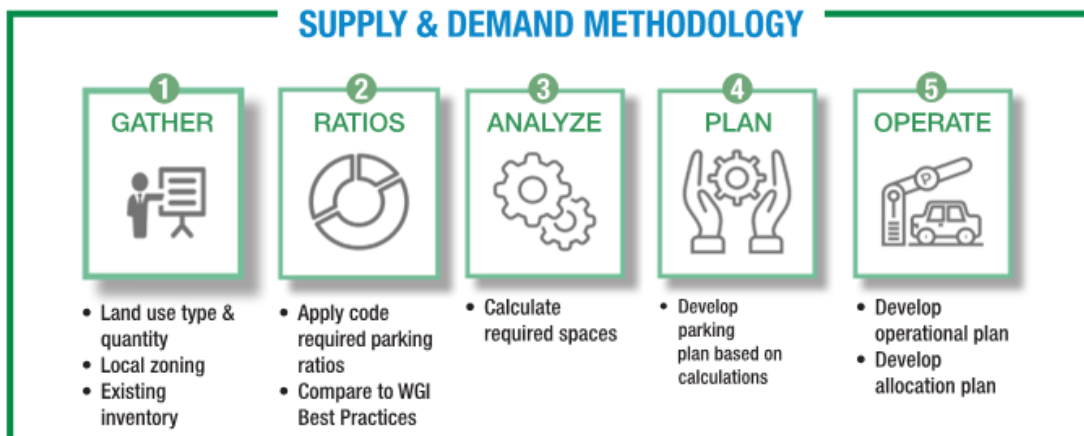 SUPPLY & DEMAND METHODOLOGY
1
GATHER
• Land use type &
quantity
• Local zoning
• Existing
inventory
2
RATIOS
• Apply code
required parking
ratios
• Compare to WGI
Best Practices
3
ANALYZE
• Calculate
required spaces
4
PLAN
• Develop
parking
plan based on
calculations
5
OPERATE
P
• Develop
operational plan
• Develop
allocation plan